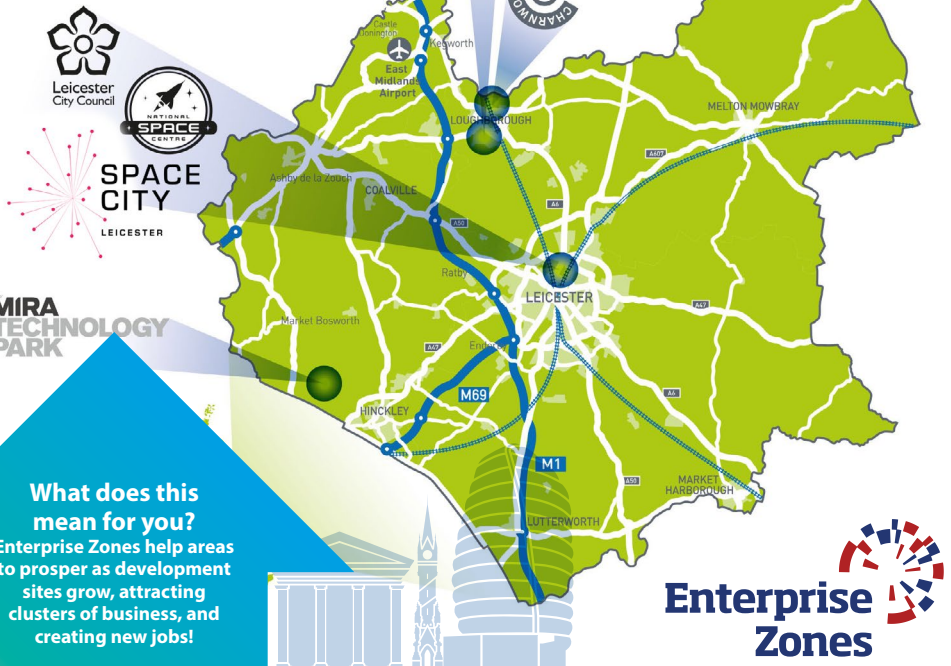 CHARNWOOD
Leicester
City Council
NATIONAL
SPACE
CENTRE
SPACE
CITY
LEICESTER
MIRA
TECHNOLOGY
PARK
Castle
Donington
Kegworth
East
Midlands
Airport
LOUGHBOROUGH
MELTON MOWBRAY
A607
Ashby de la Zouch
COALVILLE
A6
A50
Ratby
LEICESTER
A47
Market Bosworth
A47
Enderby
M69
A6
HINCKLEY
M1
A50
MARKET
HARBOROUGH
LUTTERWORTH
What does this
mean for you?
Enterprise Zones help areas
to prosper as development
sites grow, attracting
clusters of business, and
creating new jobs!
Enterprise
Zones